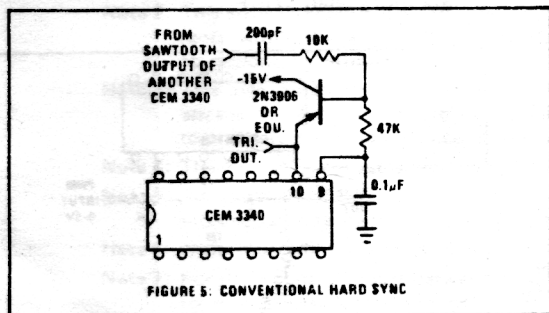 FROM
SAWTOOTH
OUTPUT OF
ANOTHER
CEM 3340
200pF
10K
-15V
2N3906
OR
EQU.
TRI.
OUT.
47K
0.1μF
10 9
CEM 3340
1
FIGURE 5: CONVENTIONAL HARD SYNC